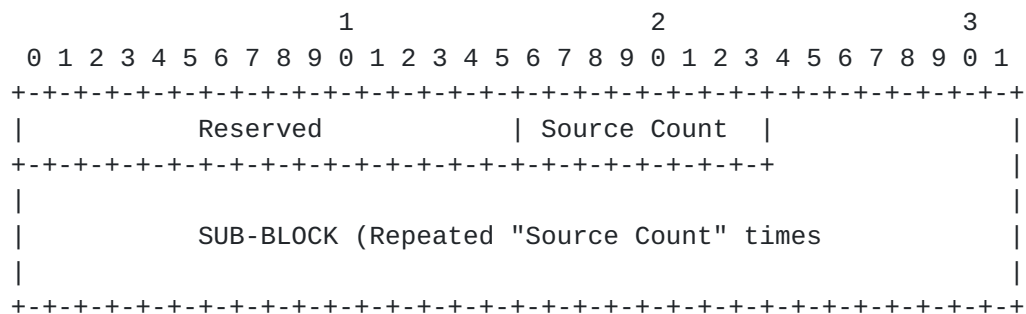 1                   2                   3
 0 1 2 3 4 5 6 7 8 9 0 1 2 3 4 5 6 7 8 9 0 1 2 3 4 5 6 7 8 9 0 1
+-+-+-+-+-+-+-+-+-+-+-+-+-+-+-+-+-+-+-+-+-+-+-+-+-+-+-+-+-+-+-+-+
|           Reserved            | Source Count  |               |
+-+-+-+-+-+-+-+-+-+-+-+-+-+-+-+-+-+-+-+-+-+-+-+-+               |
|                                                               |
|           SUB-BLOCK (Repeated "Source Count" times            |
|                                                               |
+-+-+-+-+-+-+-+-+-+-+-+-+-+-+-+-+-+-+-+-+-+-+-+-+-+-+-+-+-+-+-+-+